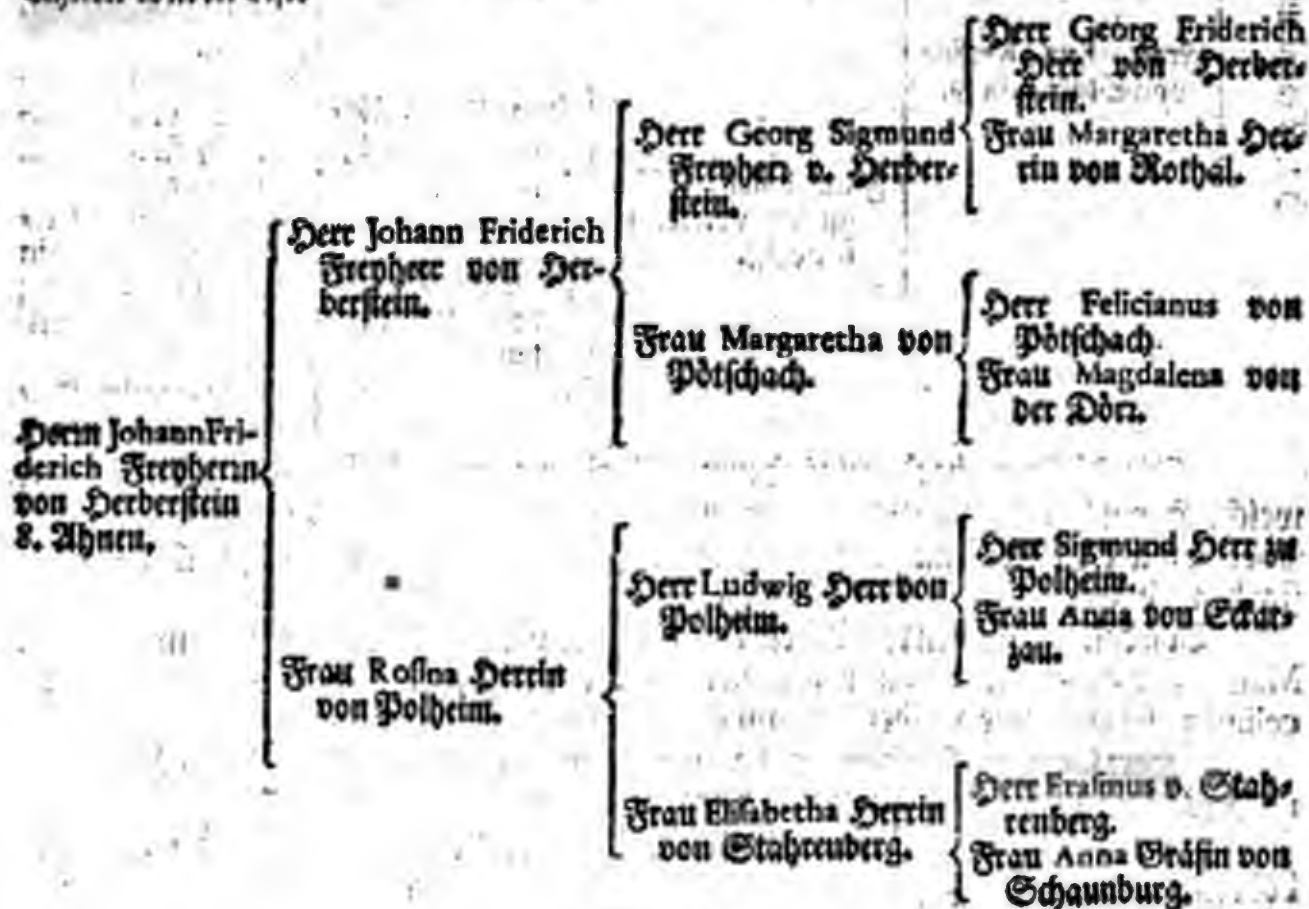 Herrn Johann Fri-
derich Freyherrn
von Herberstein
8. Ahnen,
Herr Johann Friderich
Freyherr von Her-
berstein.
Frau Rosina Herrin
von Polheim.
Herr Georg Sigmund
Freyherr v. Herber-
stein.
Frau Margaretha von
Pötschach.
Herr Ludwig Herr von
Polheim.
Frau Elisabetha Herrin
von Stahrenberg.
Herr Georg Friderich
Herr von Herber-
stein.
Frau Margaretha Her-
rin von Rothal.
Herr Felicianus von
Pötschach.
Frau Magdalena von
der Dörr.
Herr Sigmund Herr zu
Polheim.
Frau Anna von Eckart-
zau.
Herr Erasmus v. Stah-
renberg.
Frau Anna Gräfin von
Schaunburg.